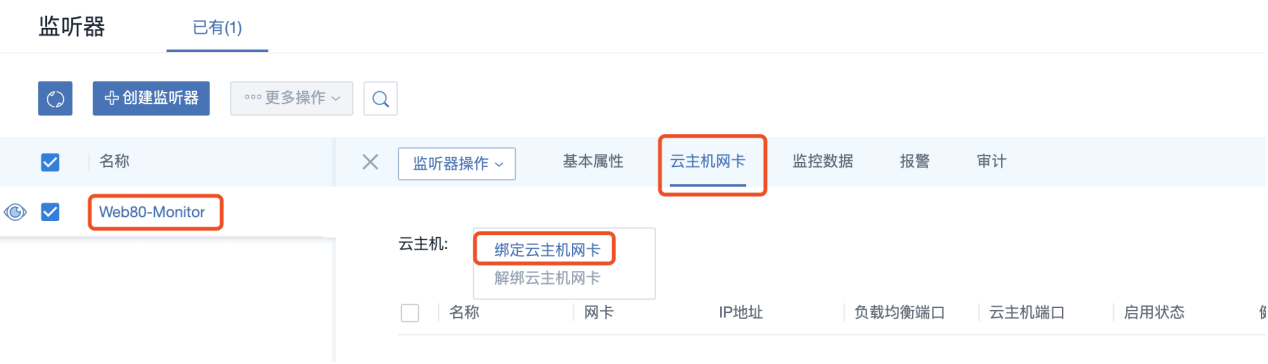 监听器 已有(1)
创建监听器 更多操作
名称 监听器操作 基本属性 云主机网卡 监控数据 报警 审计
Web80-Monitor
云主机: 绑定云主机网卡
解绑云主机网卡
名称 网卡 IP地址 负载均衡端口 云主机端口 启用状态